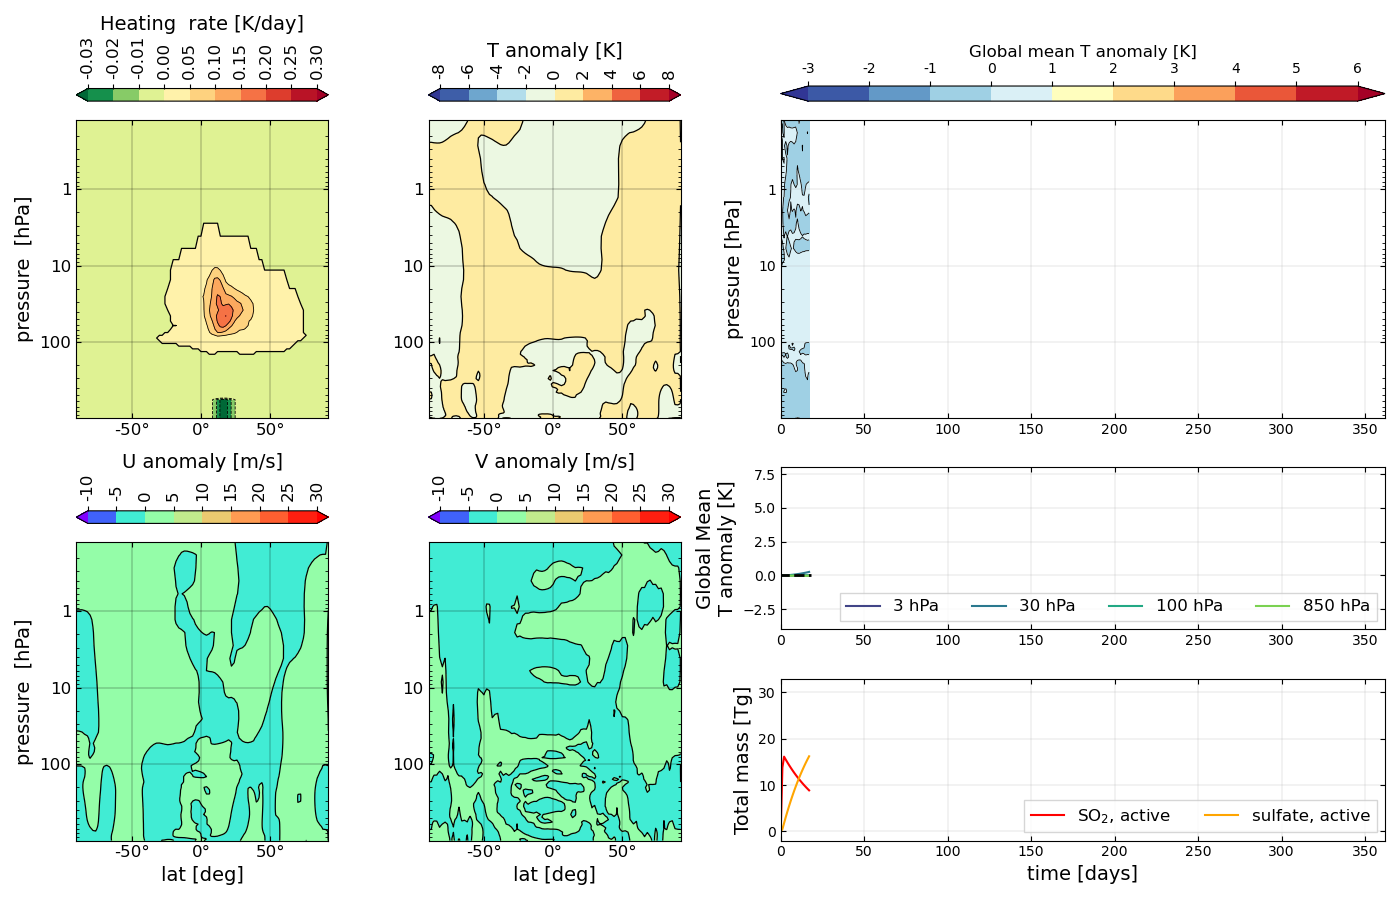 Heating  rate [K/day]
-0.03 -0.02 -0.01 0.00 0.05 0.10 0.15 0.20 0.25 0.30
pressure [hPa]
1
10
100
-50° 0° 50°
T anomaly [K]
-8 -6 -4 -2 0 2 4 6 8
1
10
100
-50° 0° 50°
Global mean T anomaly [K]
-3 -2 -1 0 1 2 3 4 5 6
pressure [hPa]
1
10
100
0 50 100 150 200 250 300 350
U anomaly [m/s]
-10 -5 0 5 10 15 20 25 30
pressure [hPa]
1
10
100
-50° 0° 50°
lat [deg]
V anomaly [m/s]
-10 -5 0 5 10 15 20 25 30
1
10
100
-50° 0° 50°
lat [deg]
Global Mean
T anomaly [K]
7.5
5.0
2.5
0.0
−2.5
3 hPa 30 hPa 100 hPa 850 hPa
0 50 100 150 200 250 300 350
Total mass [Tg]
30
20
10
0
SO₂, active sulfate, active
0 50 100 150 200 250 300 350
time [days]